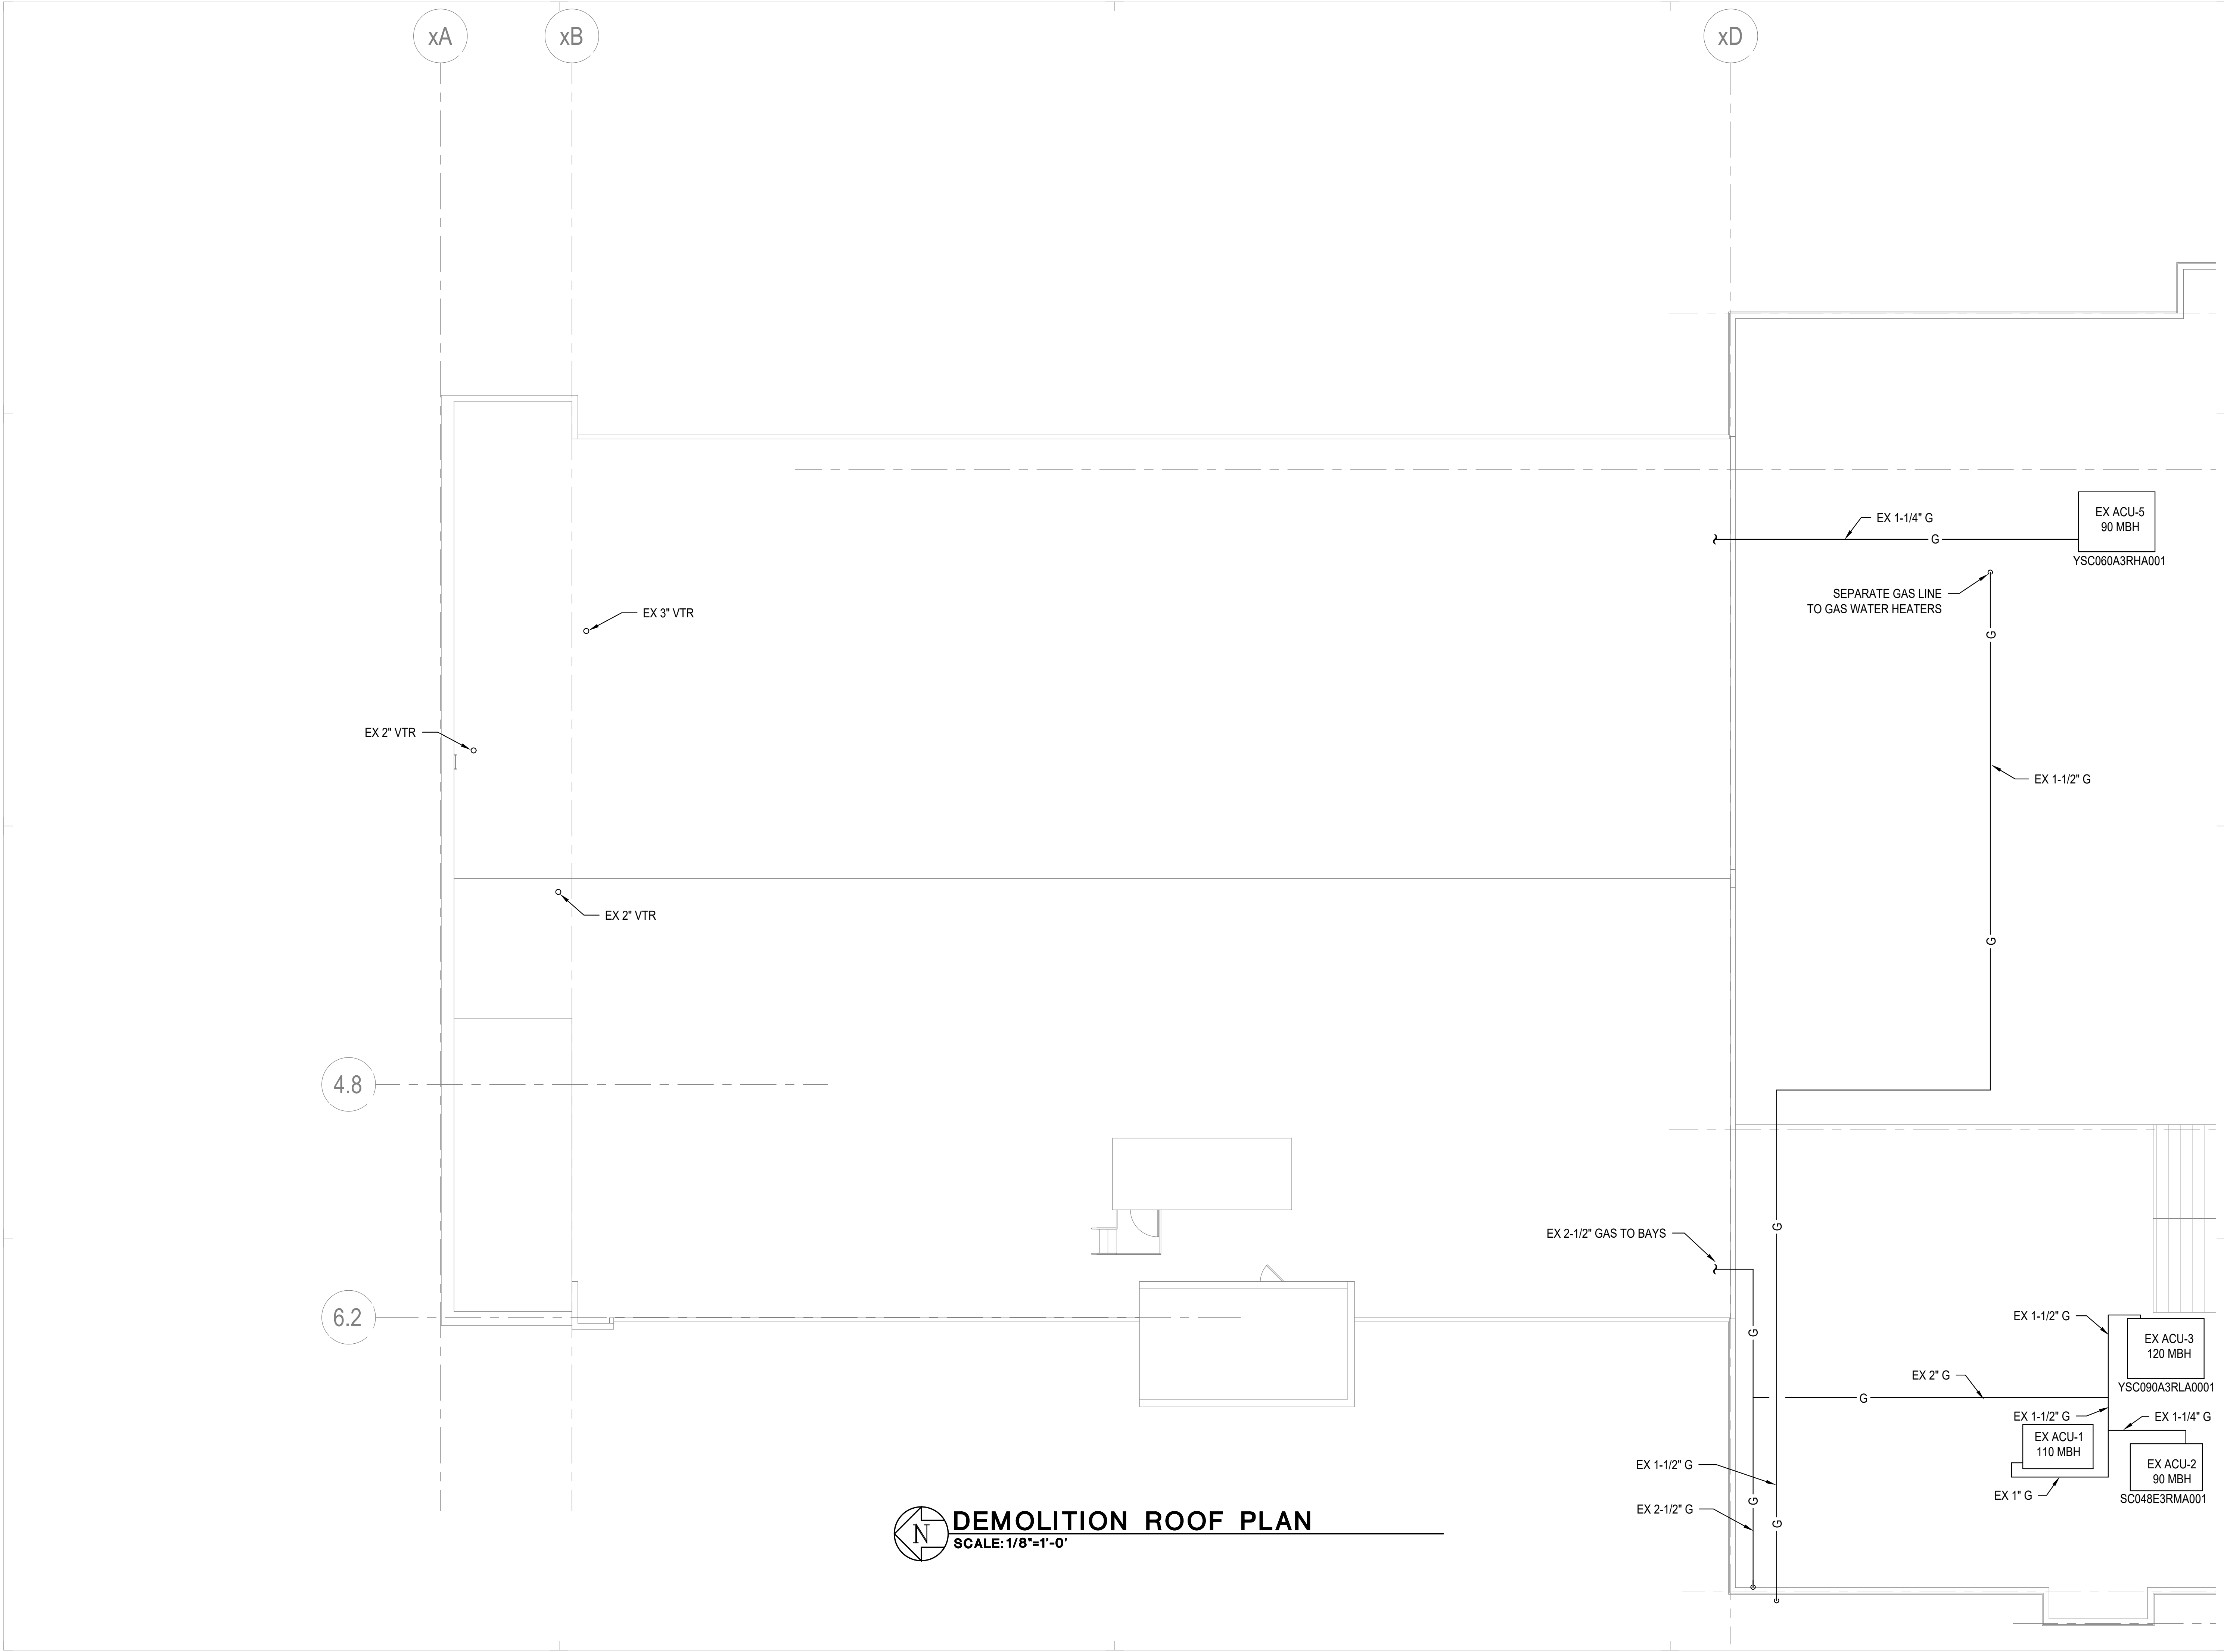 xA
xB
xD
EX ACU-5
90 MBH
YSC060A3RHA001
EX 1-1/4" G
G
SEPARATE GAS LINE
TO GAS WATER HEATERS
EX 3" VTR
G
EX 2" VTR
EX 1-1/2" G
EX 2" VTR
G
4.8
G
EX 2-1/2" GAS TO BAYS
6.2
EX 1-1/2" G
G
EX ACU-3
120 MBH
YSC090A3RLA0001
EX 2" G
G
EX 1-1/2" G
EX 1-1/4" G
EX ACU-1
110 MBH
EX 1-1/2" G
EX ACU-2
90 MBH
SC048E3RMA001
EX 1" G
G
EX 2-1/2" G
G
N
DEMOLITION ROOF PLAN
SCALE: 1/8"=1'-0'